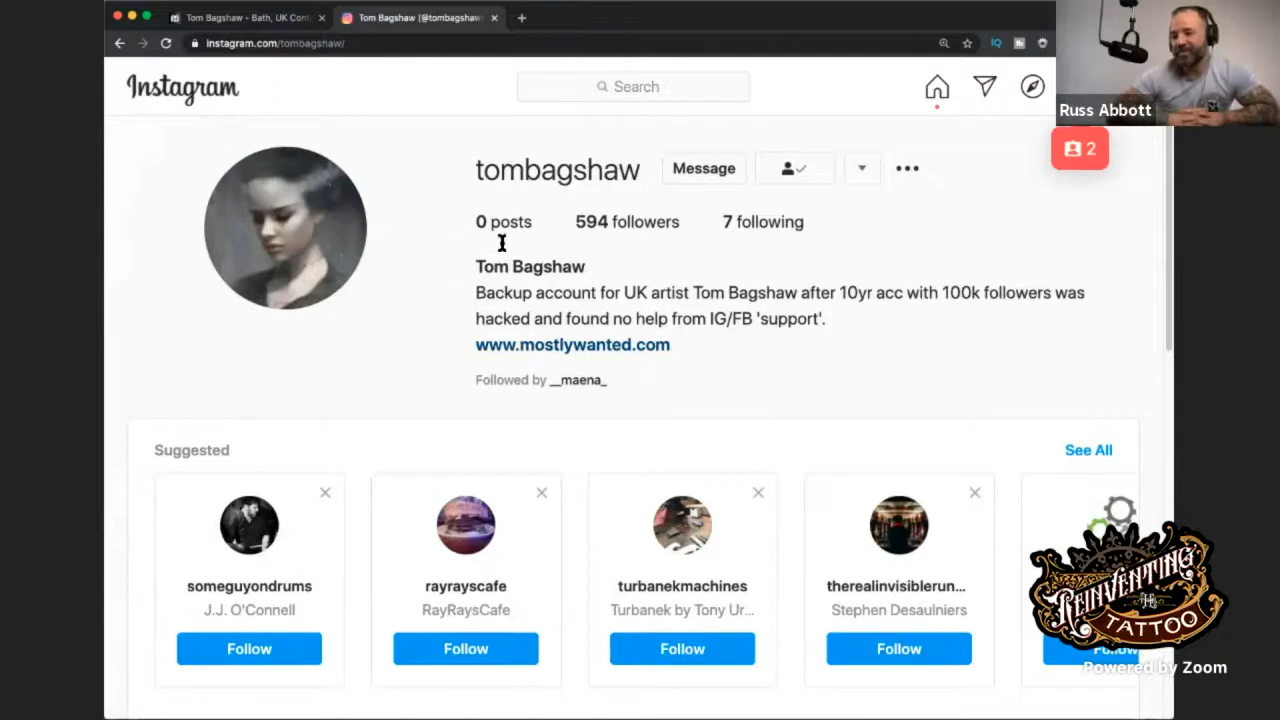 Tom Bagshaw - Bath, UK Con
Tom Bagshaw (@tombagshaw)
instagram.com/tombagshaw/
IQ
Instagram
Search
Russ Abbott
2
tombagshaw
Message
0 posts 594 followers 7 following
Tom Bagshaw
Backup account for UK artist Tom Bagshaw after 10yr acc with 100k followers was
hacked and found no help from IG/FB 'support'.
www.mostlywanted.com
Followed by __maena_
Suggested
See All
someguyondrums
J.J. O'Connell
Follow
rayrayscafe
RayRaysCafe
Follow
turbanekmachines
Turbanek by Tony Ur...
Follow
therealinvisiblerun...
Stephen Desaulniers
Follow
Follow
REINVENTING
THE
TATTOO
Powered by Zoom